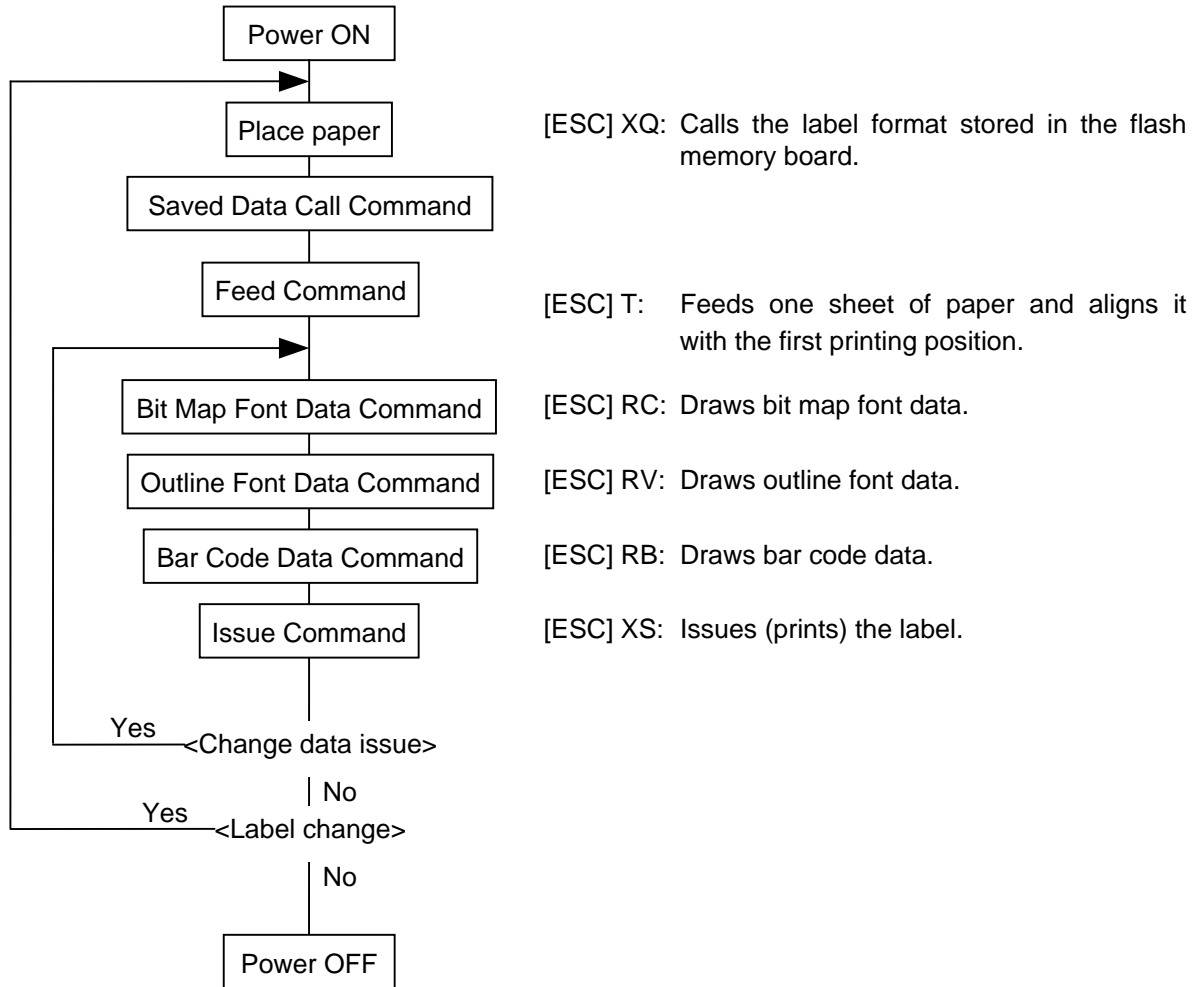 Power ON
Place paper
[ESC] XQ: Calls the label format stored in the flash
memory board.
Saved Data Call Command
Feed Command
[ESC] T: Feeds one sheet of paper and aligns it
with the first printing position.
Bit Map Font Data Command
[ESC] RC: Draws bit map font data.
Outline Font Data Command
[ESC] RV: Draws outline font data.
Bar Code Data Command
[ESC] RB: Draws bar code data.
Issue Command
[ESC] XS: Issues (prints) the label.
Yes
<Change data issue>
No
Yes
<Label change>
No
Power OFF